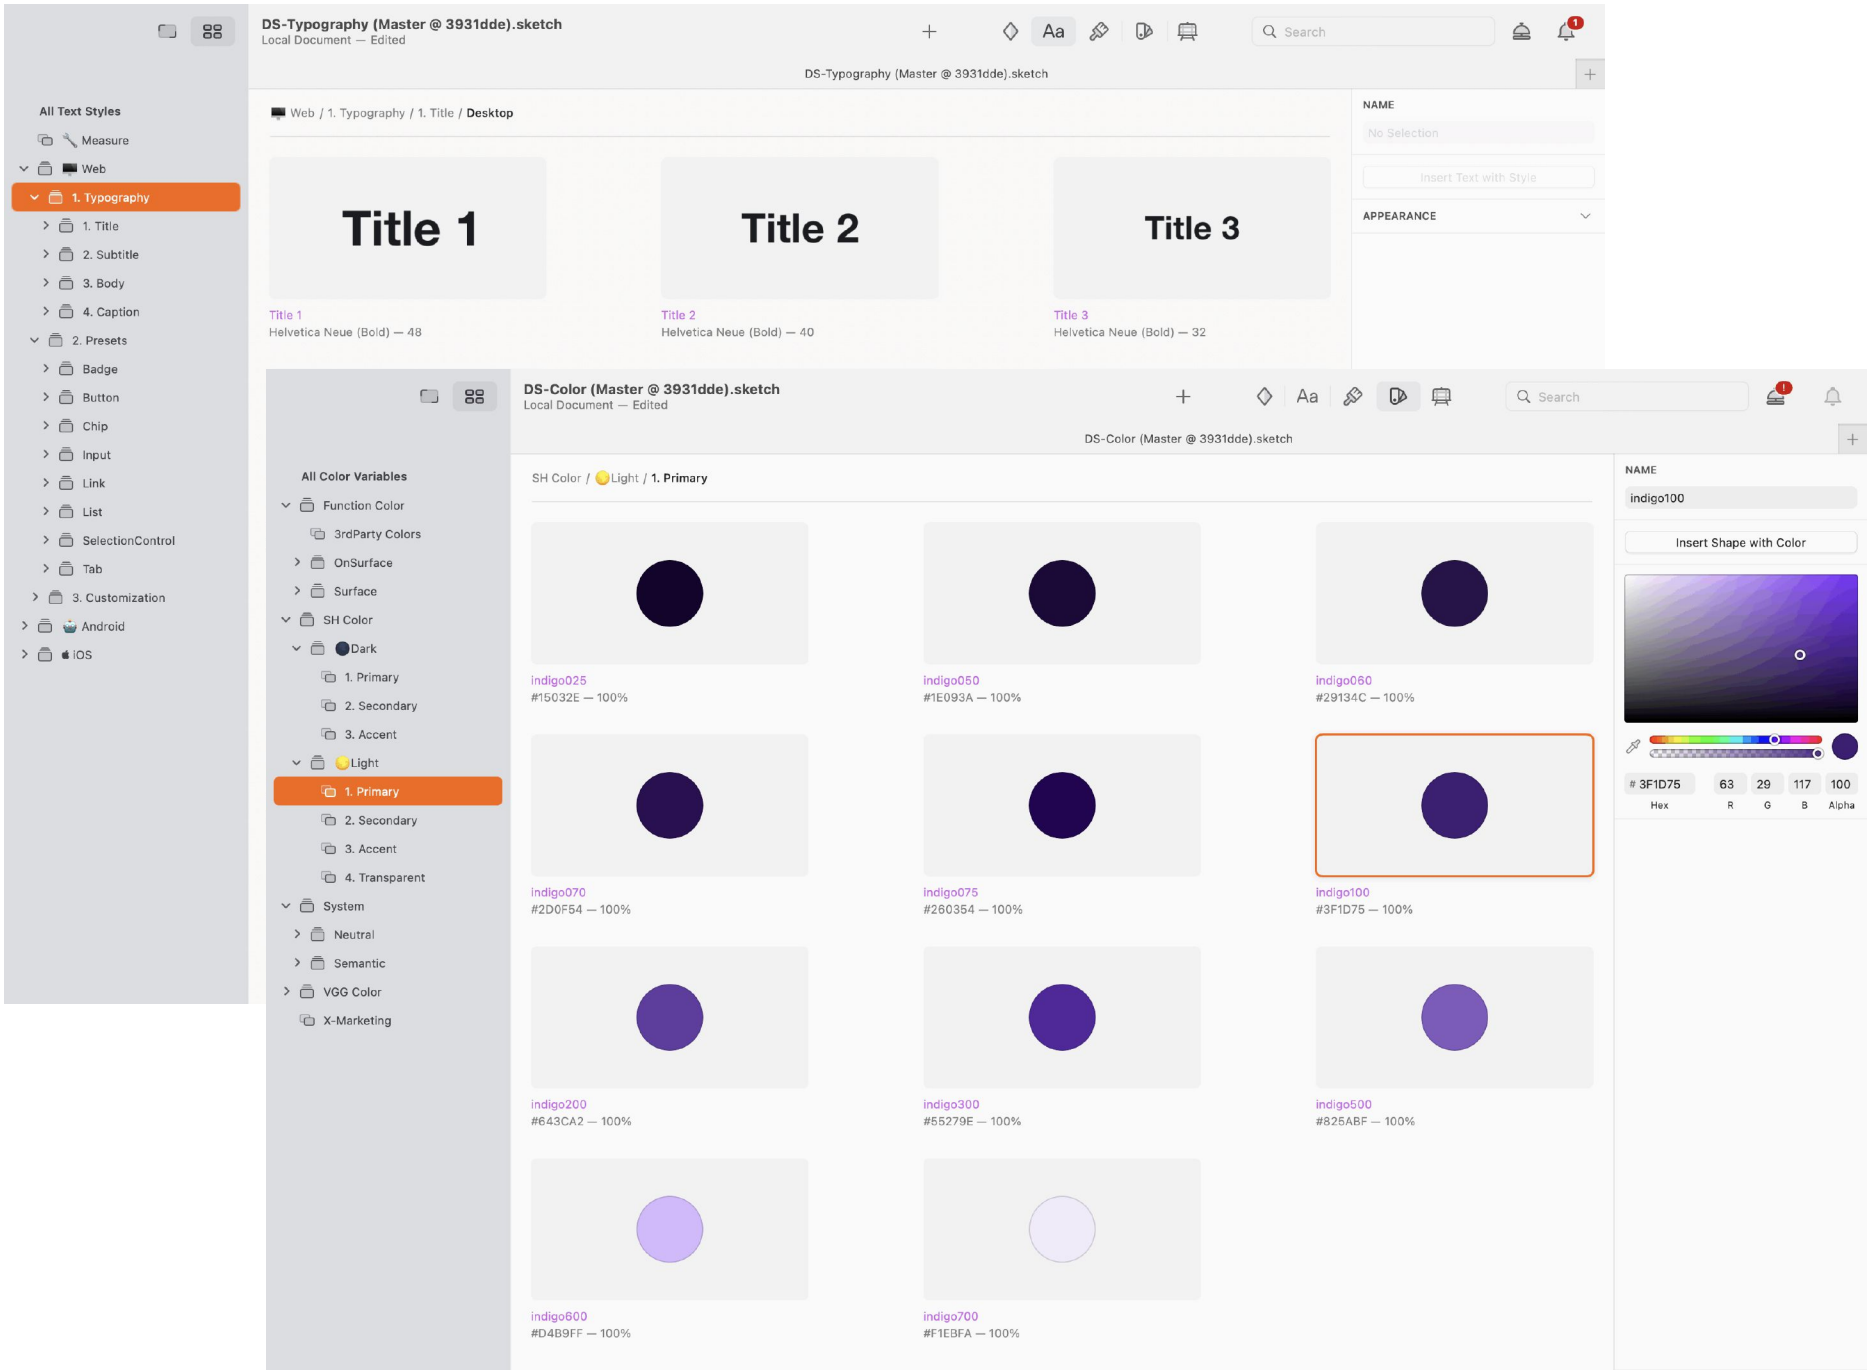 DS-Typography (Master @ 3931dde).sketch
Local Document — Edited
Aa
Search
1
DS-Typography (Master @ 3931dde).sketch
All Text Styles
Measure
Web
1. Typography
1. Title
2. Subtitle
3. Body
4. Caption
2. Presets
Badge
Button
Chip
Input
Link
List
SelectionControl
Tab
3. Customization
Android
iOS
Web / 1. Typography / 1. Title / Desktop
Title 1
Title 2
Title 3
Title 1
Helvetica Neue (Bold) — 48
Title 2
Helvetica Neue (Bold) — 40
Title 3
Helvetica Neue (Bold) — 32
NAME
No Selection
Insert Text with Style
APPEARANCE
DS-Color (Master @ 3931dde).sketch
Local Document — Edited
Aa
Search
!
DS-Color (Master @ 3931dde).sketch
All Color Variables
Function Color
3rdParty Colors
OnSurface
Surface
SH Color
Dark
1. Primary
2. Secondary
3. Accent
Light
1. Primary
2. Secondary
3. Accent
4. Transparent
System
Neutral
Semantic
VGG Color
X-Marketing
SH Color / Light / 1. Primary
indigo025
#15032E — 100%
indigo050
#1E093A — 100%
indigo060
#29134C — 100%
indigo070
#2D0F54 — 100%
indigo075
#260354 — 100%
indigo100
#3F1D75 — 100%
indigo200
#643CA2 — 100%
indigo300
#55279E — 100%
indigo500
#825ABF — 100%
indigo600
#D4B9FF — 100%
indigo700
#F1EBFA — 100%
NAME
indigo100
Insert Shape with Color
# 3F1D75 63 29 117 100
Hex R G B Alpha